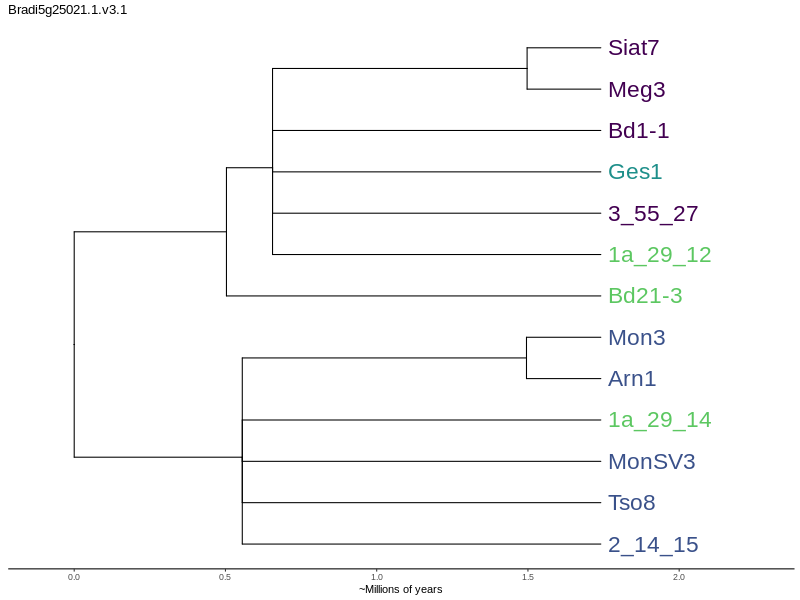 Bradi5g25021.1.v3.1
Siat7
Meg3
Bd1-1
Ges1
3_55_27
1a_29_12
Bd21-3
Mon3
Arn1
1a_29_14
MonSV3
Tso8
2_14_15
0.0 0.5 1.0 1.5 2.0
~Millions of years